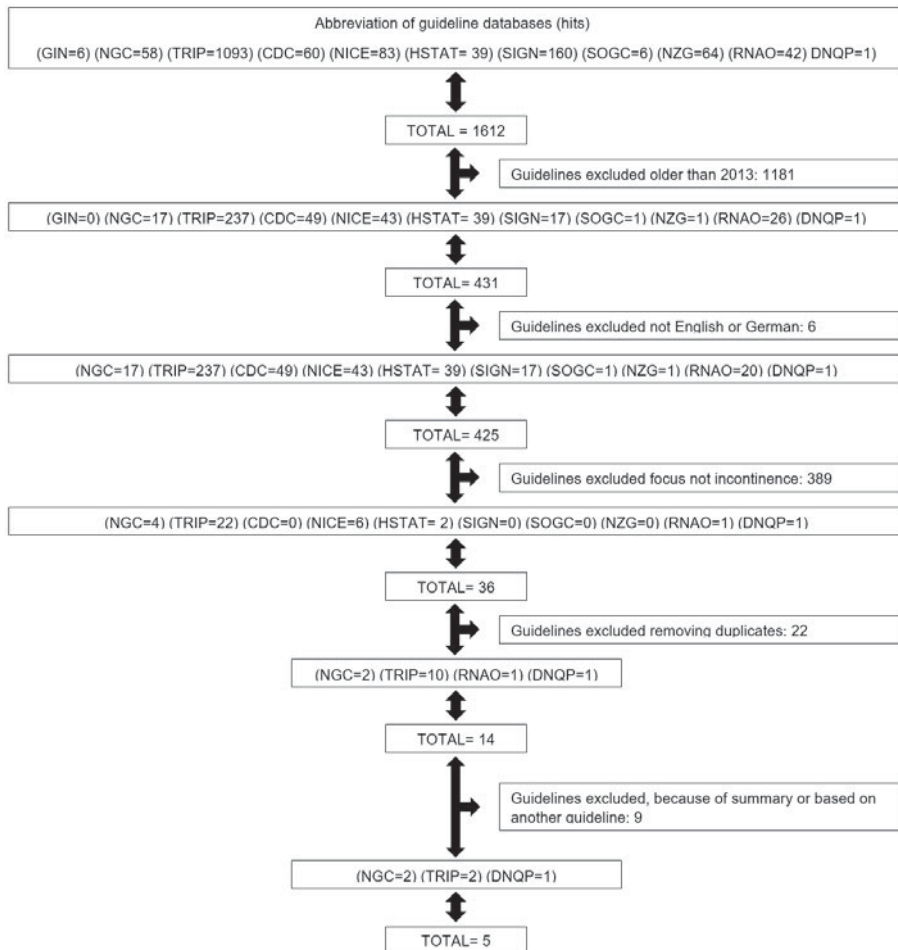 Abbreviation of guideline databases (hits)
(GIN=6) (NGC=58) (TRIP=1093) (CDC=60) (NICE=83) (HSTAT= 39) (SIGN=160) (SOGC=6) (NZG=64) (RNAO=42) DNQP=1)
TOTAL = 1612
Guidelines excluded older than 2013: 1181
(GIN=0) (NGC=17) (TRIP=237) (CDC=49) (NICE=43) (HSTAT= 39) (SIGN=17) (SOGC=1) (NZG=1) (RNAO=26) (DNQP=1)
TOTAL= 431
Guidelines excluded not English or German: 6
(NGC=17) (TRIP=237) (CDC=49) (NICE=43) (HSTAT= 39) (SIGN=17) (SOGC=1) (NZG=1) (RNAO=20) (DNQP=1)
TOTAL= 425
Guidelines excluded focus not incontinence: 389
(NGC=4) (TRIP=22) (CDC=0) (NICE=6) (HSTAT= 2) (SIGN=0) (SOGC=0) (NZG=0) (RNAO=1) (DNQP=1)
TOTAL= 36
Guidelines excluded removing duplicates: 22
(NGC=2) (TRIP=10) (RNAO=1) (DNQP=1)
TOTAL= 14
Guidelines excluded, because of summary or based on
another guideline: 9
(NGC=2) (TRIP=2) (DNQP=1)
TOTAL= 5